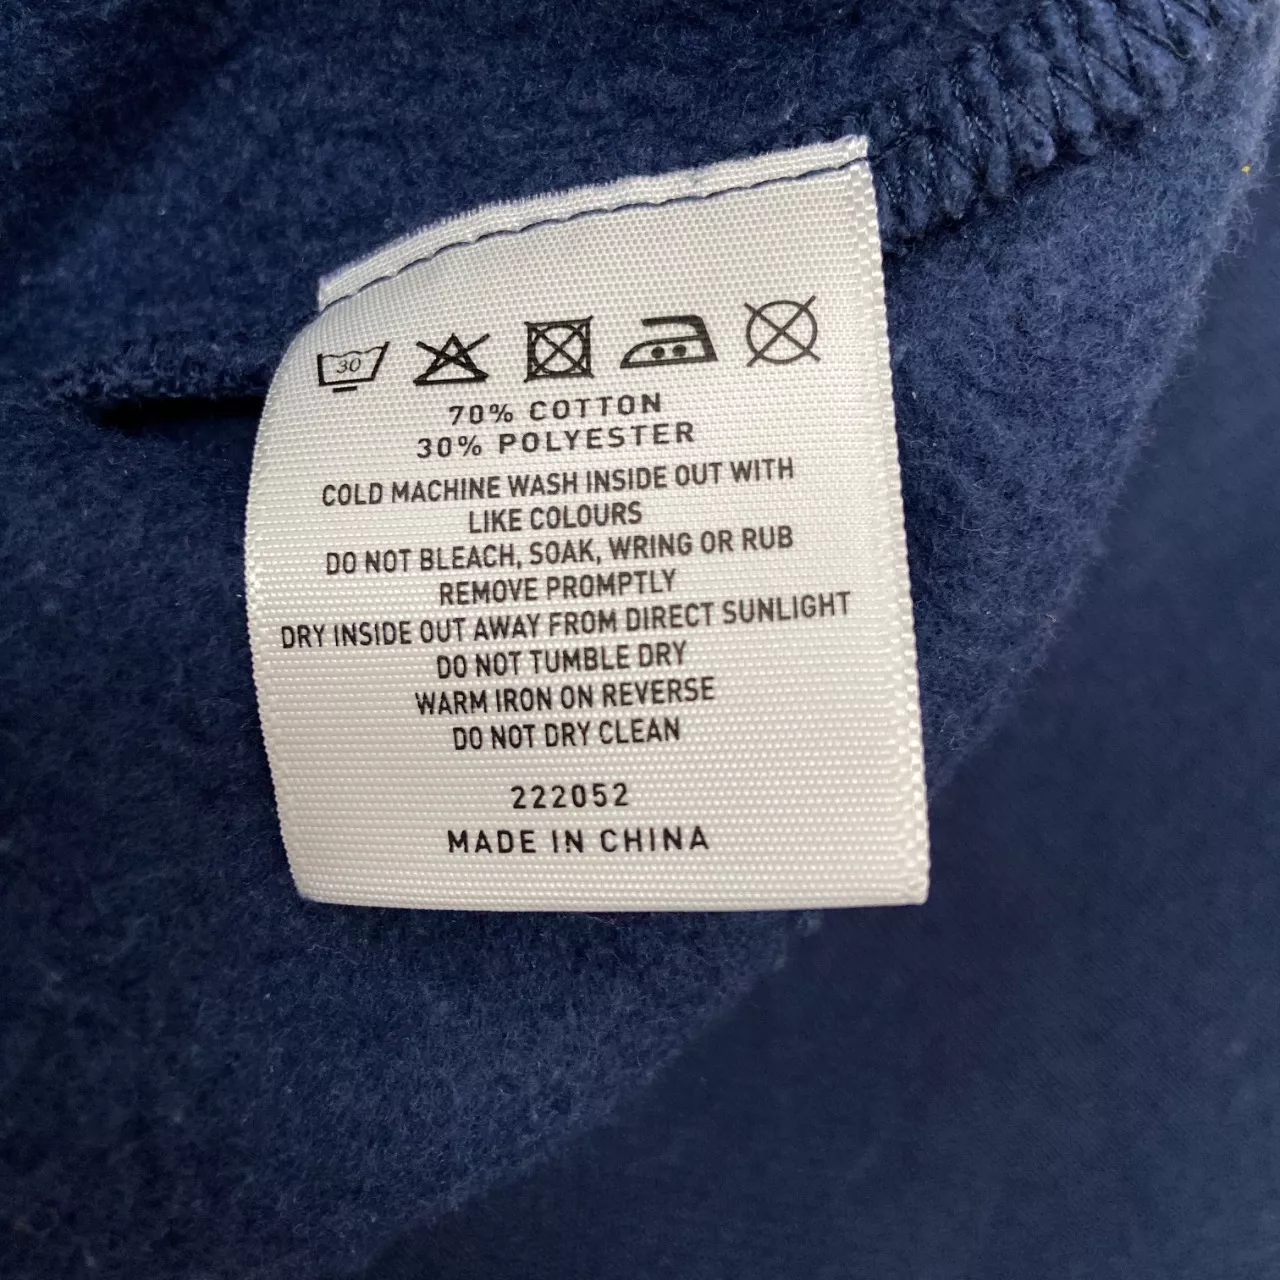 30
70% COTTON
30% POLYESTER
COLD MACHINE WASH INSIDE OUT WITH
LIKE COLOURS
DO NOT BLEACH, SOAK, WRING OR RUB
REMOVE PROMPTLY
DRY INSIDE OUT AWAY FROM DIRECT SUNLIGHT
DO NOT TUMBLE DRY
WARM IRON ON REVERSE
DO NOT DRY CLEAN
222052
MADE IN CHINA